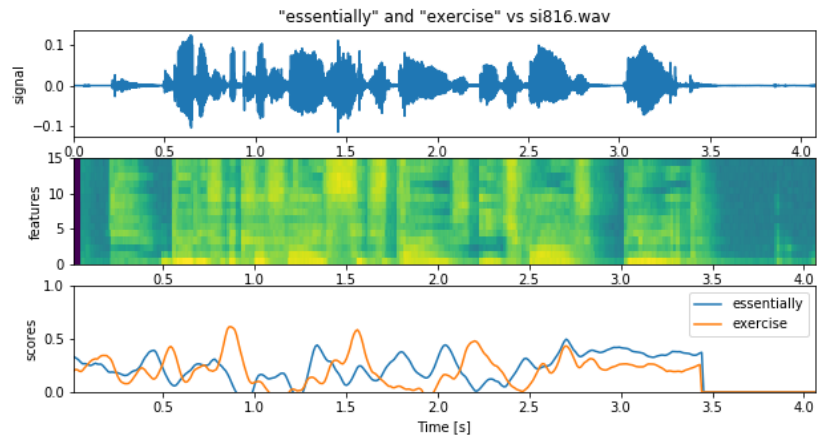 "essentially" and "exercise" vs si816.wav
0.1
0.0
−0.1
signal
0.0 0.5 1.0 1.5 2.0 2.5 3.0 3.5 4.0
15
10
5
0
features
0.5 1.0 1.5 2.0 2.5 3.0 3.5 4.0
1.0
0.5
0.0
scores
essentially
exercise
0.5 1.0 1.5 2.0 2.5 3.0 3.5 4.0
Time [s]